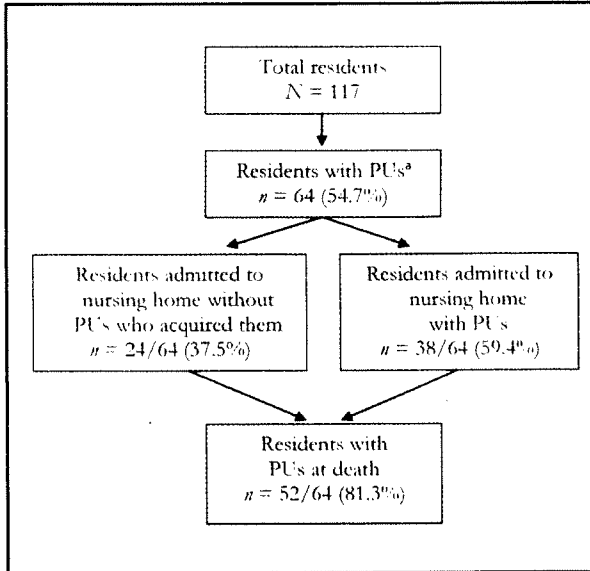 Total residents
N = 117
Residents with PUsª
n = 64 (54.7%)
Residents admitted to
nursing home without
PUs who acquired them
n = 24/64 (37.5%)
Residents admitted to
nursing home
with PUs
n = 38/64 (59.4%)
Residents with
PUs at death
n = 52/64 (81.3%)